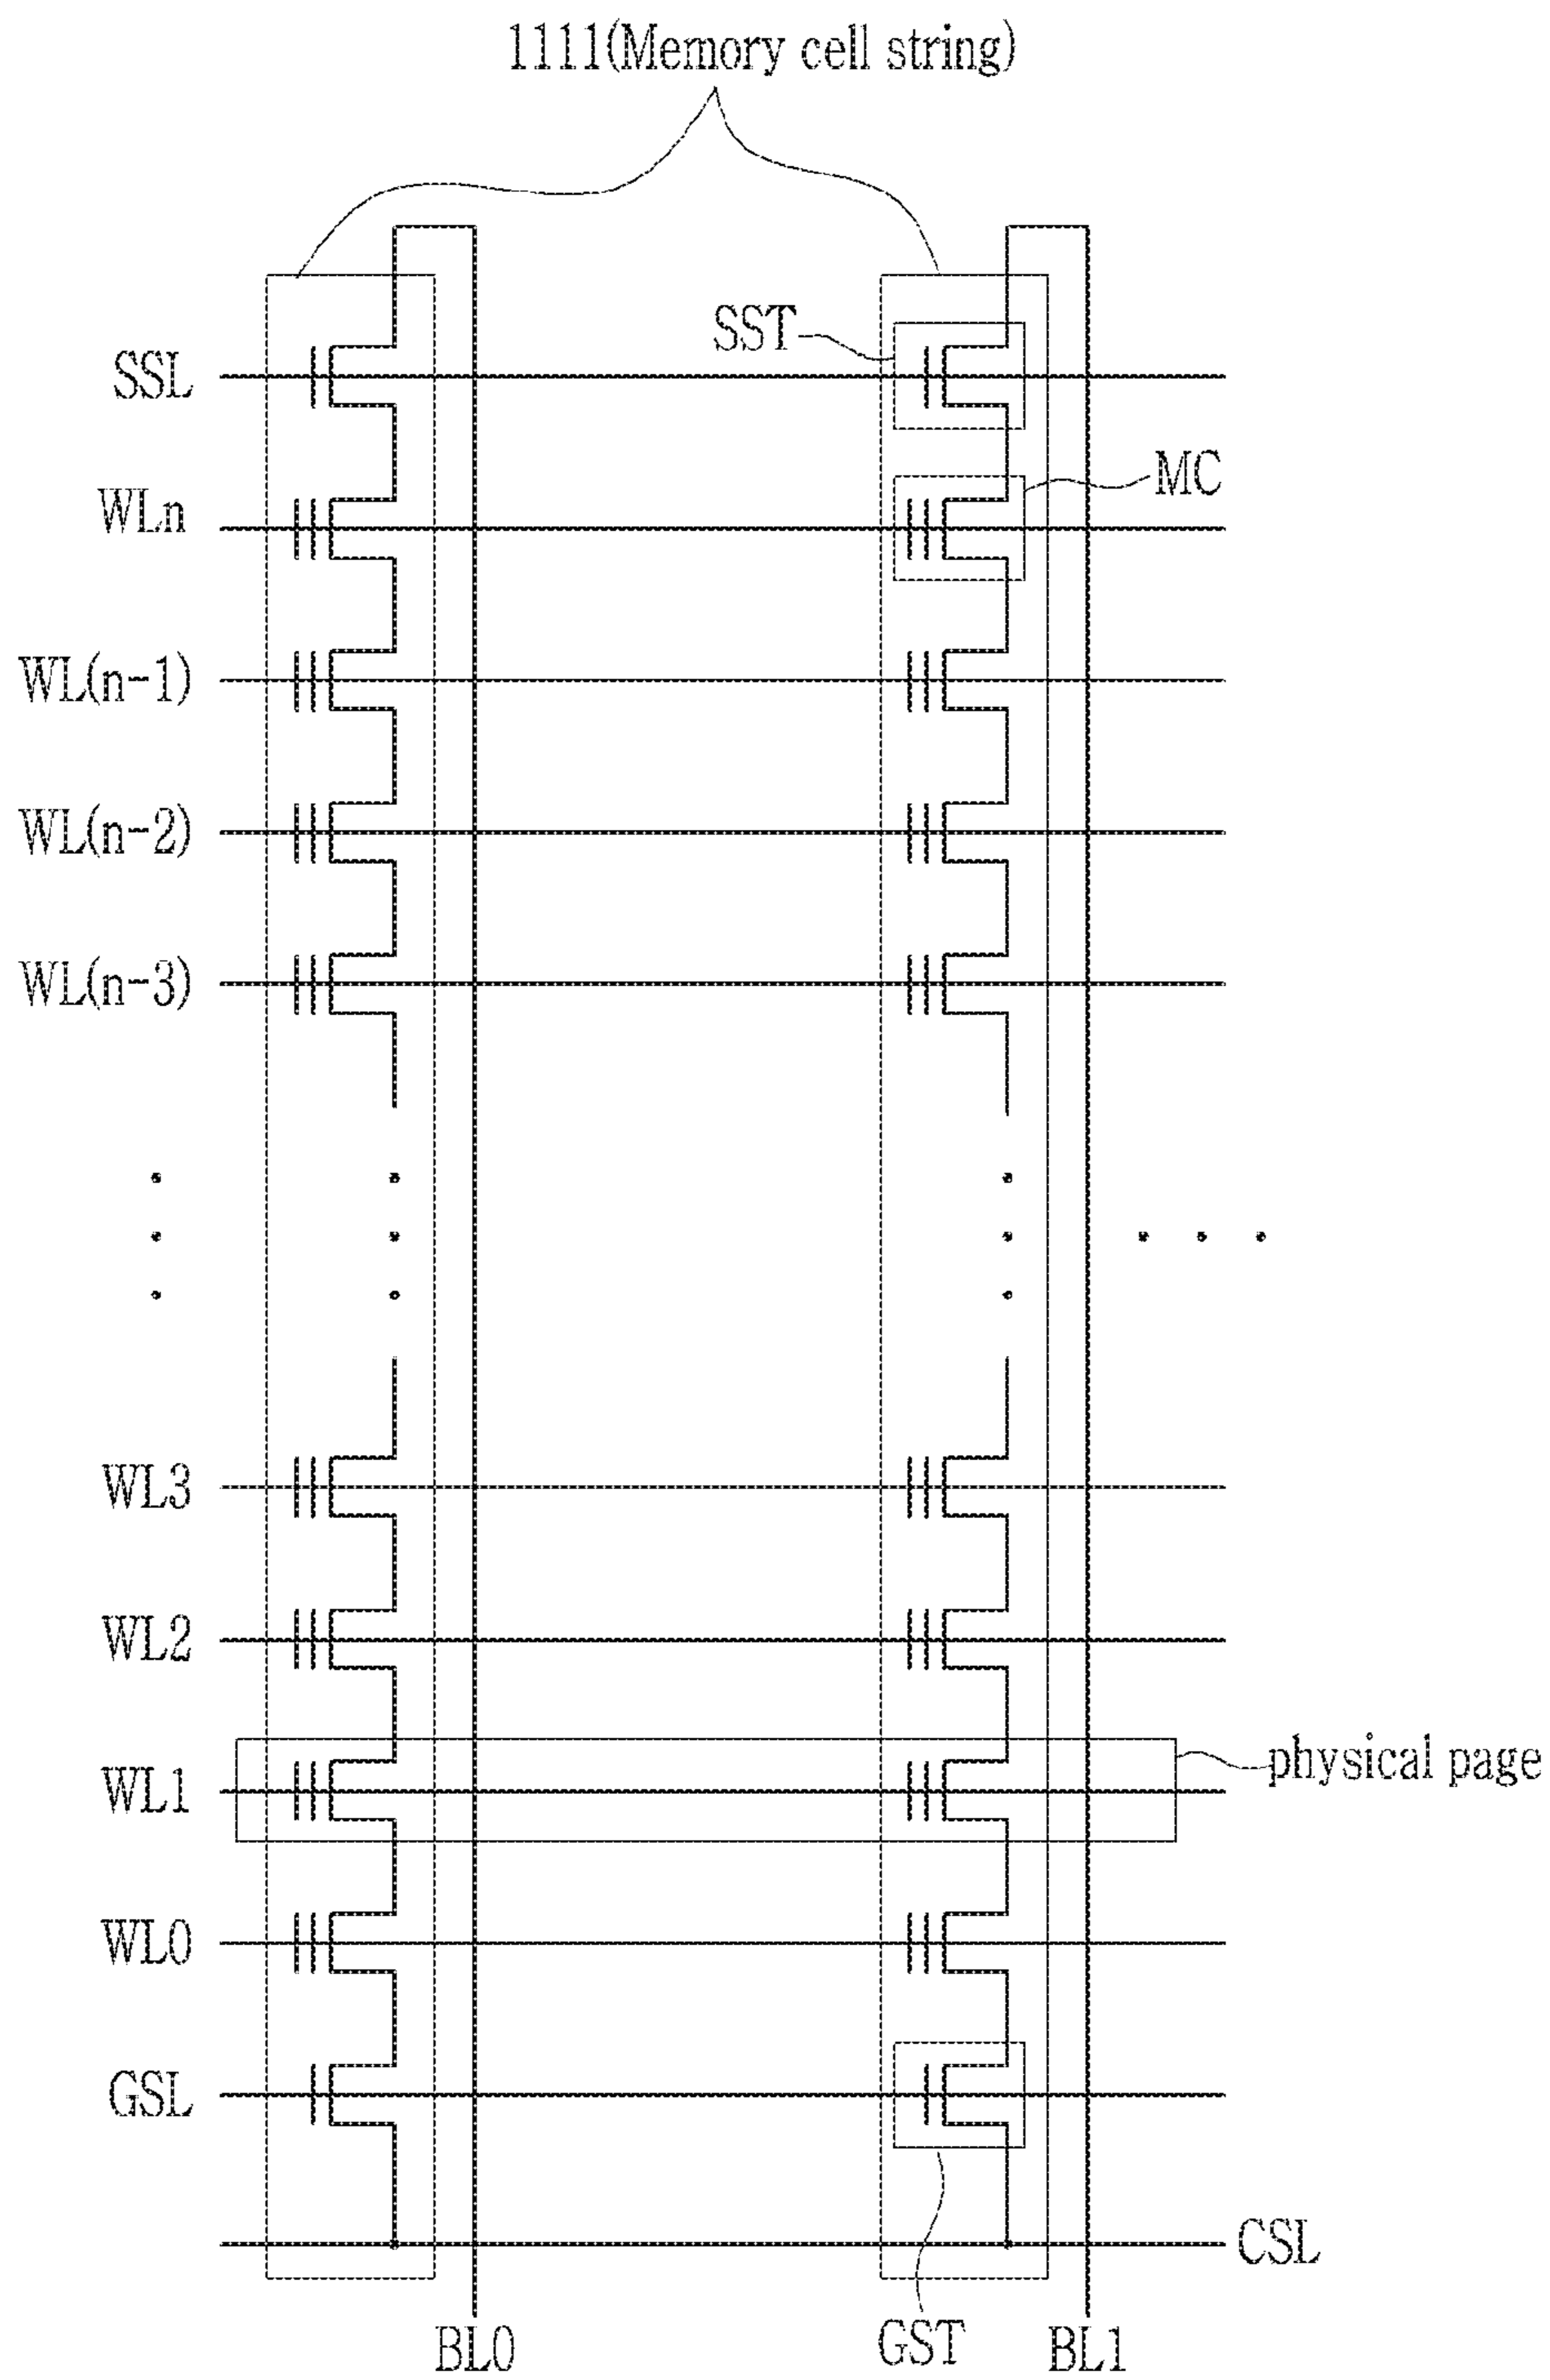 1111(Memory cell string)
SST
SSL
MC
WLn
WL(n-1)
WL(n-2)
WL(n-3)
WL3
WL2
physical page
WL1
WL0
GSL
CSL
BL0
GST
BL1